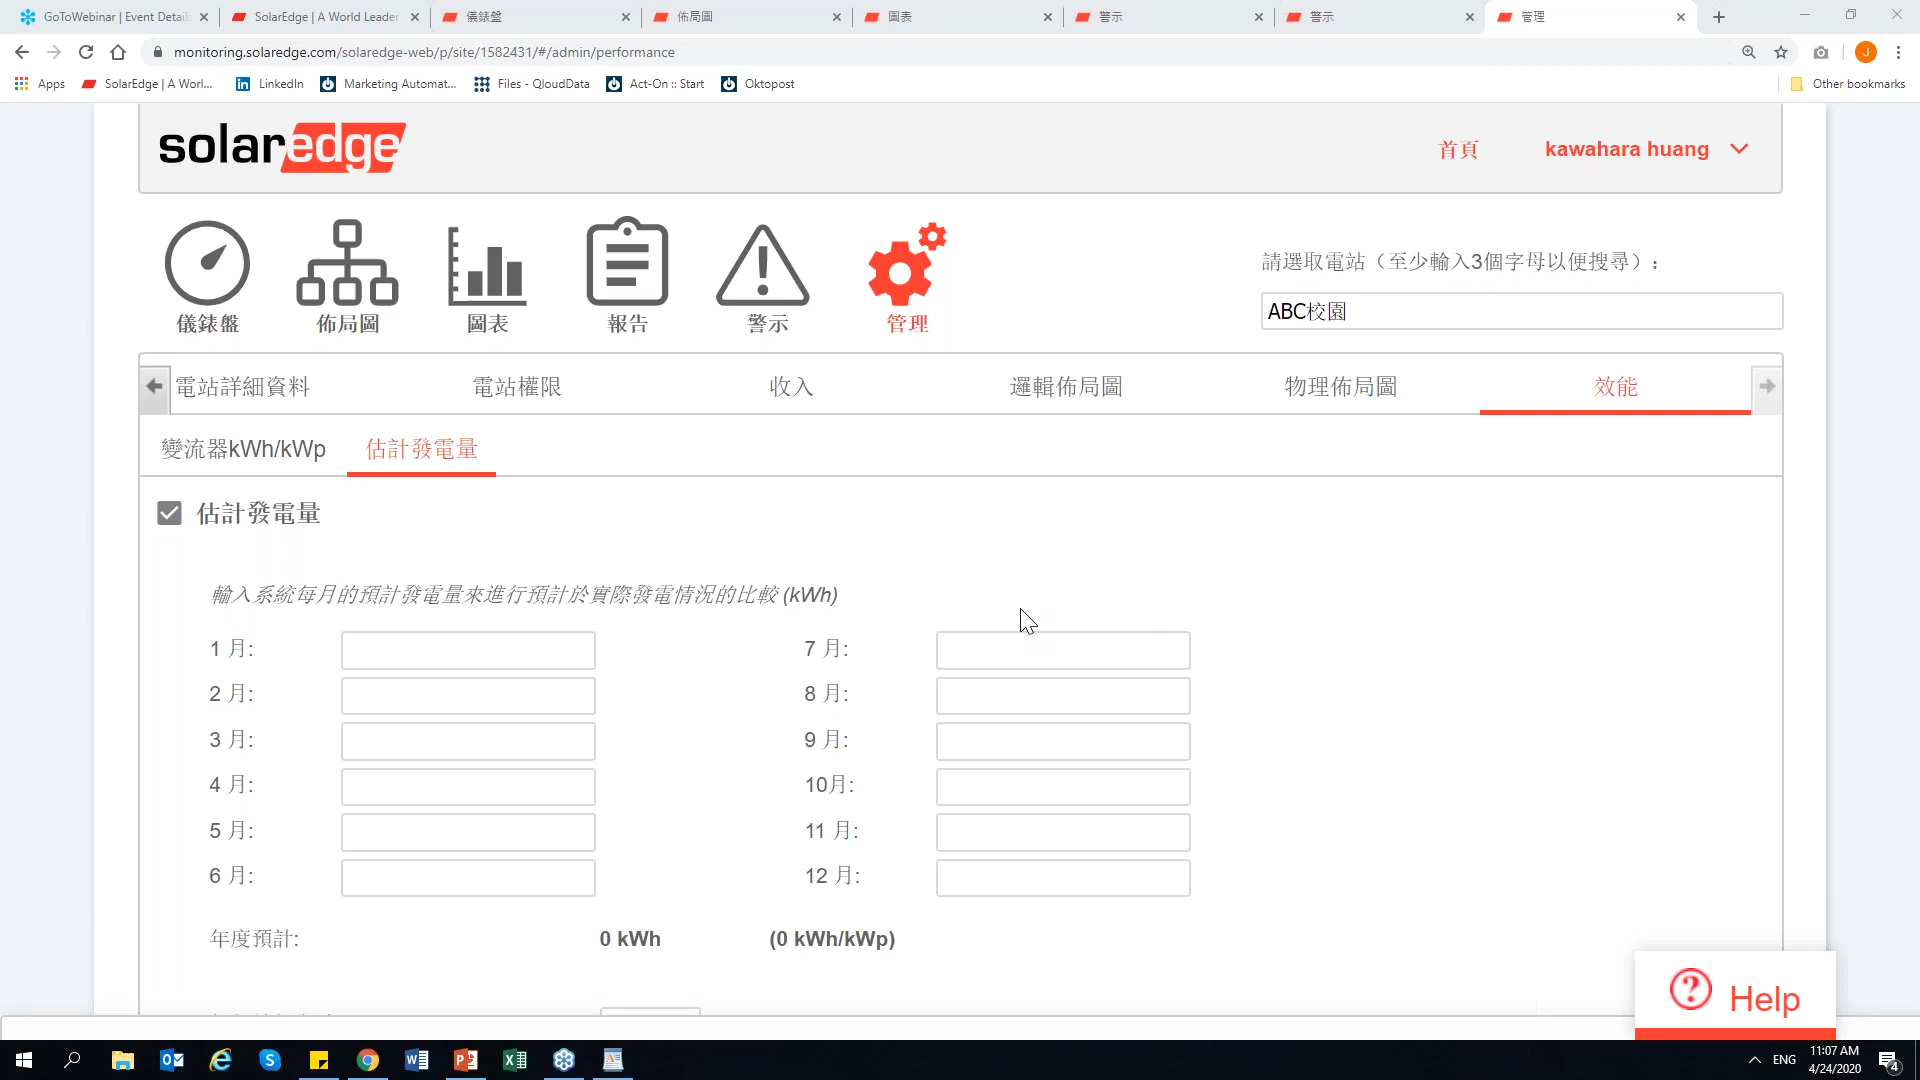 GoToWebinar | Event Details
SolarEdge | A World Leader
儀錶盤
佈局圖
圖表
警示
警示
管理
monitoring.solaredge.com/solaredge-web/p/site/1582431/#/admin/performance
J
Apps
SolarEdge | A Worl...
LinkedIn
Marketing Automat...
Files - QloudData
Act-On :: Start
Oktopost
Other bookmarks
solaredge
首頁
kawahara huang
儀錶盤
佈局圖
圖表
報告
警示
管理
請選取電站（至少輸入3個字母以便搜尋）：
ABC校園
電站詳細資料
電站權限
收入
邏輯佈局圖
物理佈局圖
效能
變流器kWh/kWp
估計發電量
估計發電量
輸入系統每月的預計發電量來進行預計於實際發電情況的比較 (kWh)
1 月:
7 月:
2 月:
8 月:
3 月:
9 月:
4 月:
10月:
5 月:
11 月:
6 月:
12 月:
年度預計:
0 kWh
(0 kWh/kWp)
Help
ENG
11:07 AM
4/24/2020
4